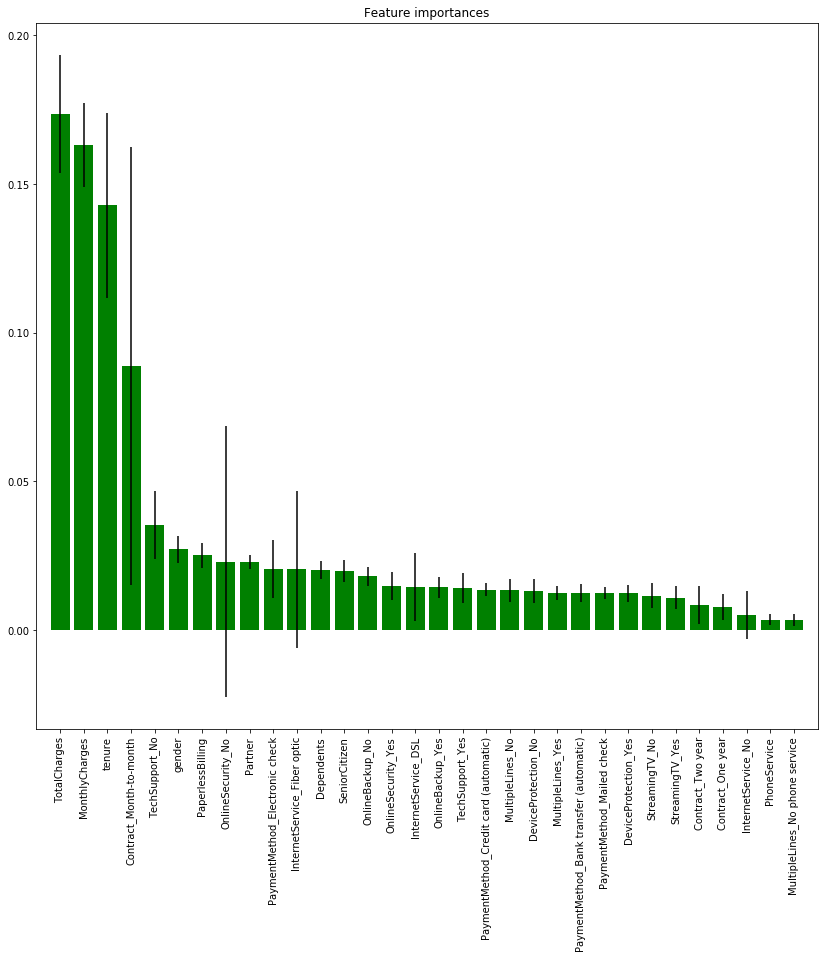 Feature importances
0.20
0.15
0.10
0.05
0.00
TotalCharges
MonthlyCharges
tenure
Contract_Month-to-month
TechSupport_No
gender
PaperlessBilling
OnlineSecurity_No
Partner
PaymentMethod_Electronic check
InternetService_Fiber optic
Dependents
SeniorCitizen
OnlineBackup_No
OnlineSecurity_Yes
InternetService_DSL
OnlineBackup_Yes
TechSupport_Yes
PaymentMethod_Credit card (automatic)
MultipleLines_No
DeviceProtection_No
MultipleLines_Yes
PaymentMethod_Bank transfer (automatic)
PaymentMethod_Mailed check
DeviceProtection_Yes
StreamingTV_No
StreamingTV_Yes
Contract_Two year
Contract_One year
InternetService_No
PhoneService
MultipleLines_No phone service